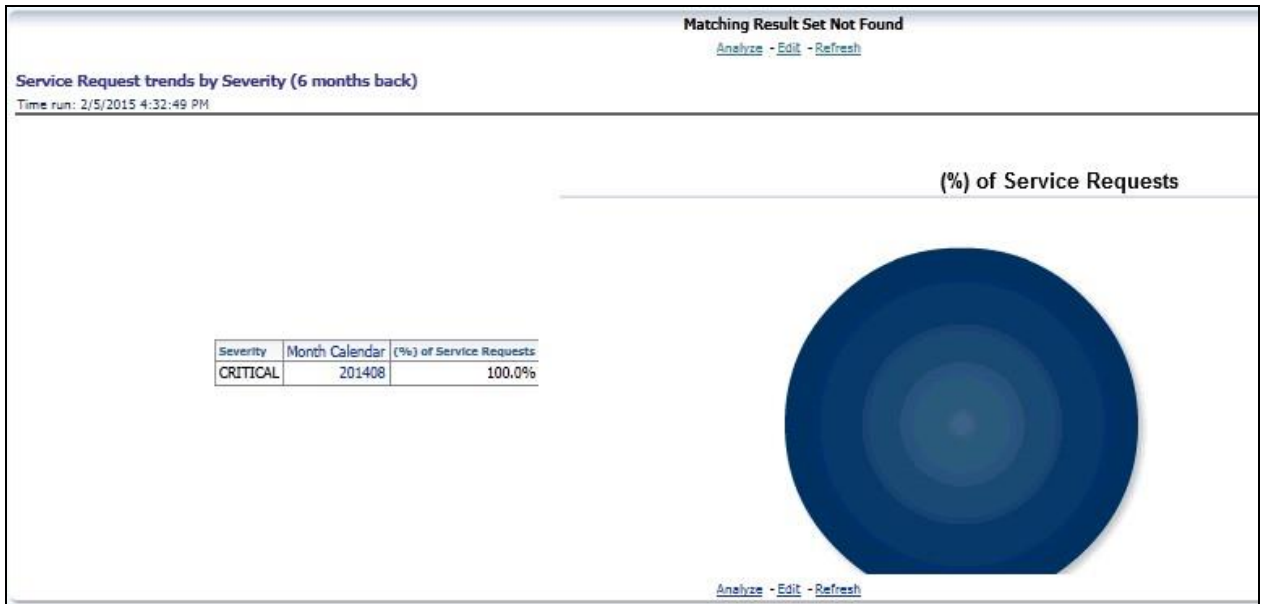 Matching Result Set Not Found
Analyze - Edit - Refresh
Service Request trends by Severity (6 months back)
Time run: 2/5/2015 4:32:49 PM
(%) of Service Requests
Severity Month Calendar (%) of Service Requests
CRITICAL 201408 100.0%
Analyze - Edit - Refresh